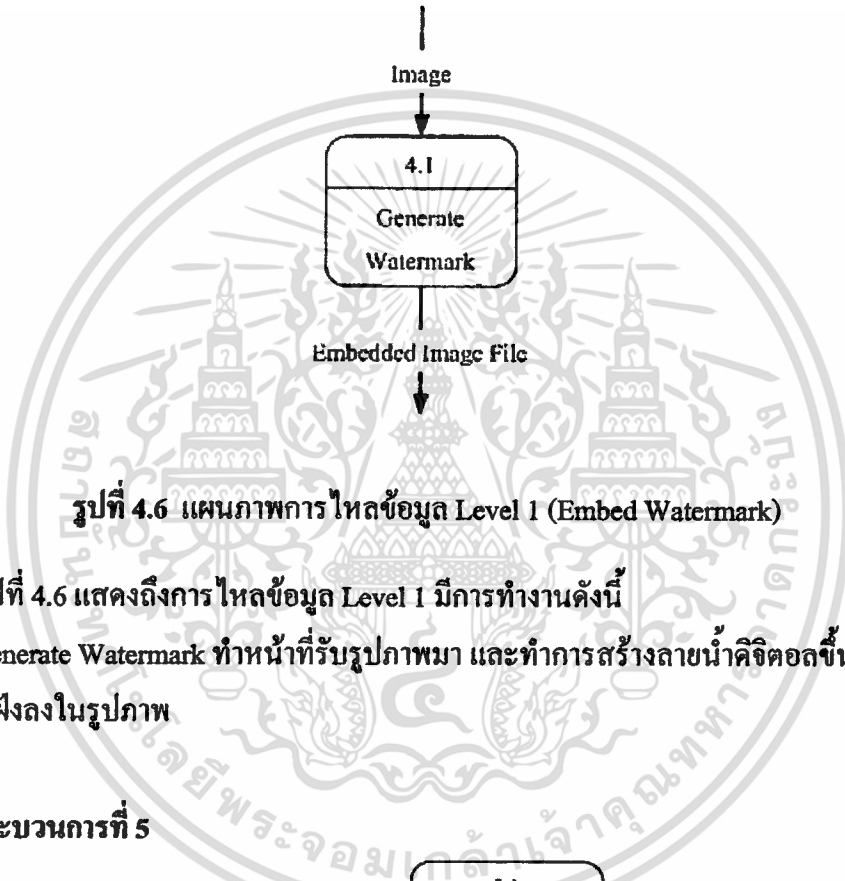 Image
4.1
Generate
Watermark
Embedded Image File
รูปที่ 4.6 แผนภาพการไหลข้อมูล Level 1 (Embed Watermark)
ปที่ 4.6 แสดงถึงการไหลข้อมูล Level 1 มีการทำงานดังนี้
enerate Watermark ทำหน้าที่รับรูปภาพมา และทำการสร้างลายน้ำดิจิตอลขึ้น
ฝังลงในรูปภาพ
ะบวนการที่ 5